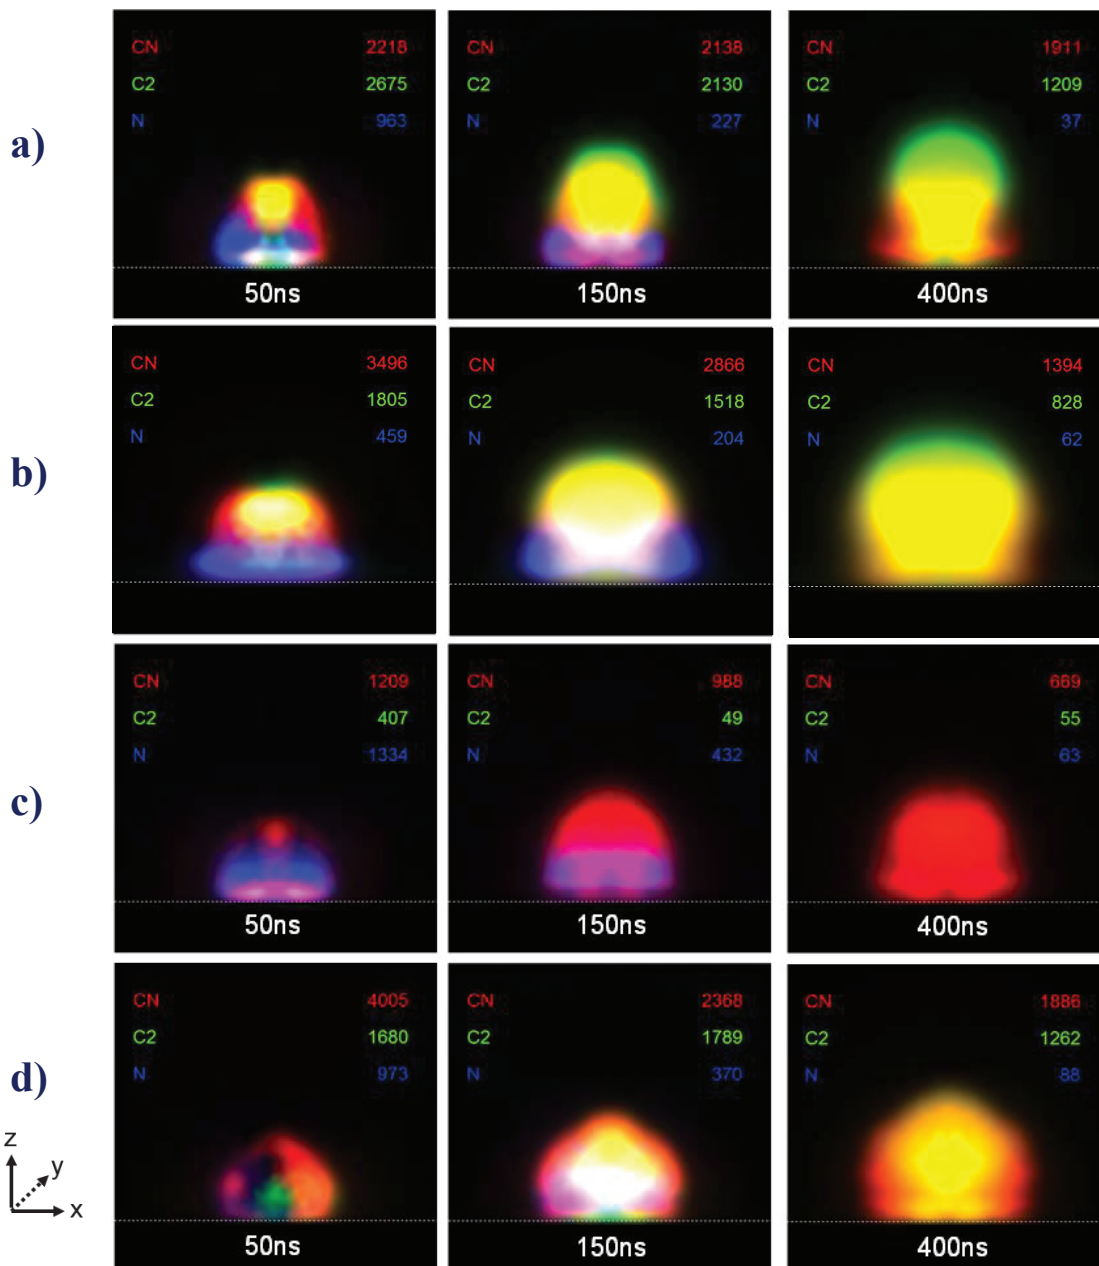 a)
CN 2218
C2 2675
N 963
50ns
CN 2138
C2 2130
N 227
150ns
CN 1911
C2 1209
N 37
400ns
b)
CN 3496
C2 1805
N 459
CN 2866
C2 1518
N 204
CN 1394
C2 828
N 62
c)
CN 1209
C2 407
N 1334
50ns
CN 988
C2 49
N 432
150ns
CN 669
C2 55
N 63
400ns
d)
CN 4005
C2 1680
N 973
50ns
CN 2368
C2 1789
N 370
150ns
CN 1886
C2 1262
N 88
400ns
z
y
x